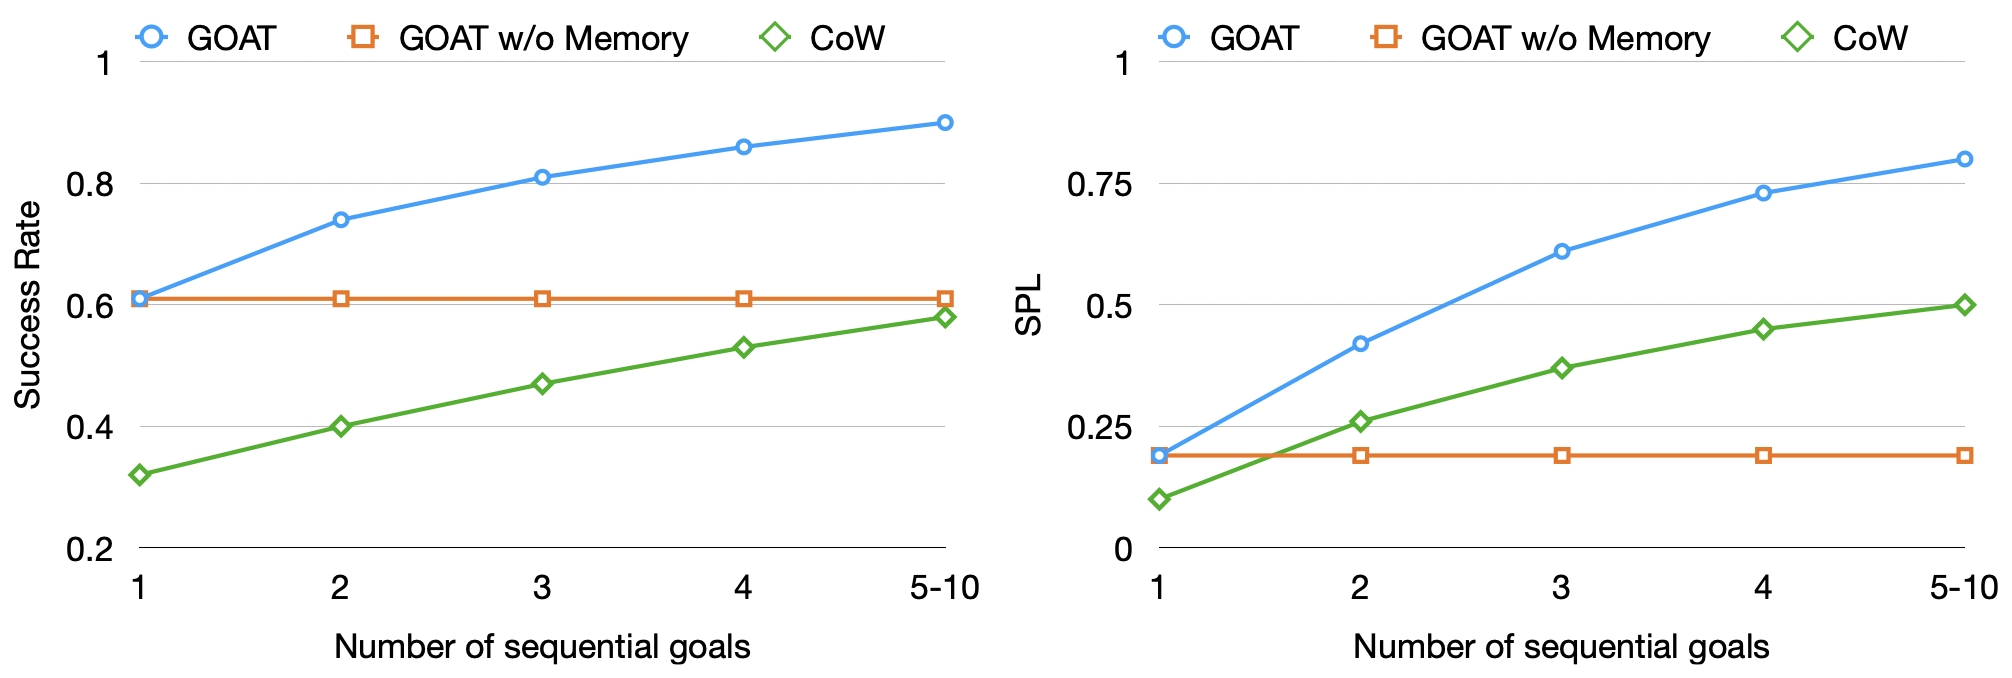 GOAT GOAT w/o Memory CoW
1
0.8
0.6
0.4
0.2
Success Rate
1 2 3 4 5-10
Number of sequential goals
GOAT GOAT w/o Memory CoW
1
0.75
0.5
0.25
0
SPL
1 2 3 4 5-10
Number of sequential goals